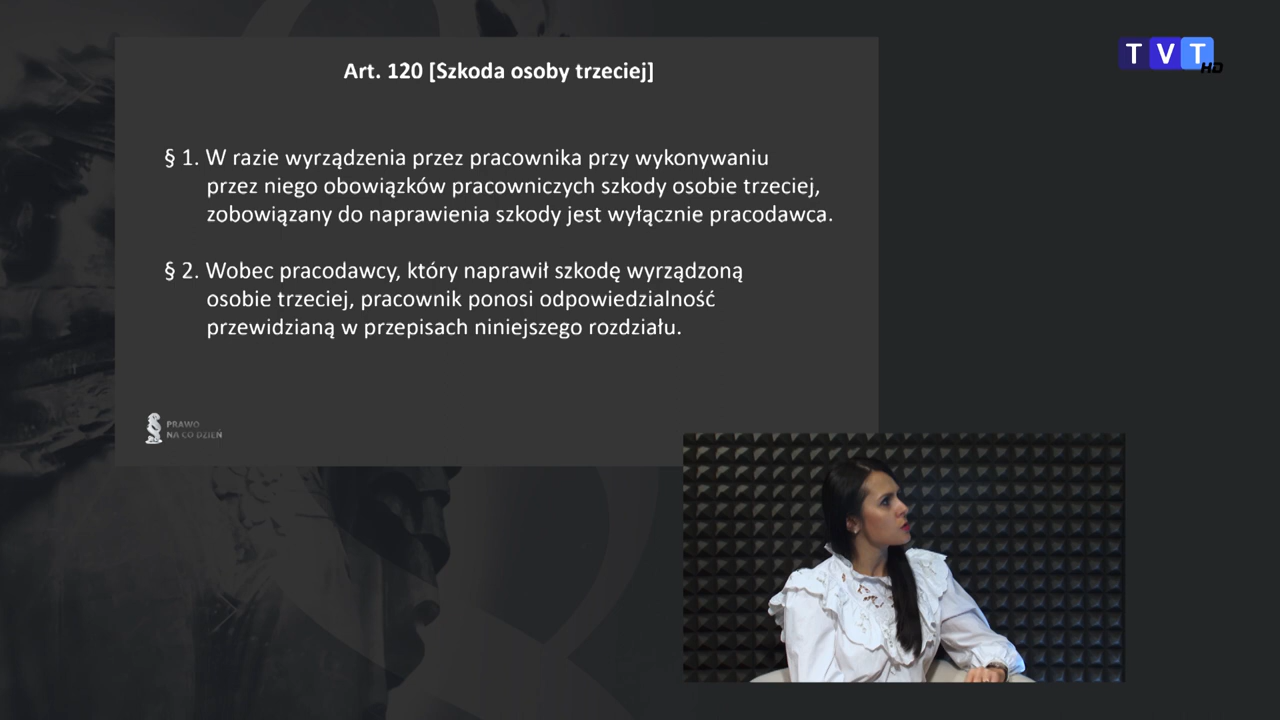 TVT
HD
Art. 120 [Szkoda osoby trzeciej]
§ 1. W razie wyrządzenia przez pracownika przy wykonywaniu
przez niego obowiązków pracowniczych szkody osobie trzeciej,
zobowiązany do naprawienia szkody jest wyłącznie pracodawca.
§ 2. Wobec pracodawcy, który naprawił szkodę wyrządzoną
osobie trzeciej, pracownik ponosi odpowiedzialność
przewidzianą w przepisach niniejszego rozdziału.
PRAWO
NA CO DZIEŃ